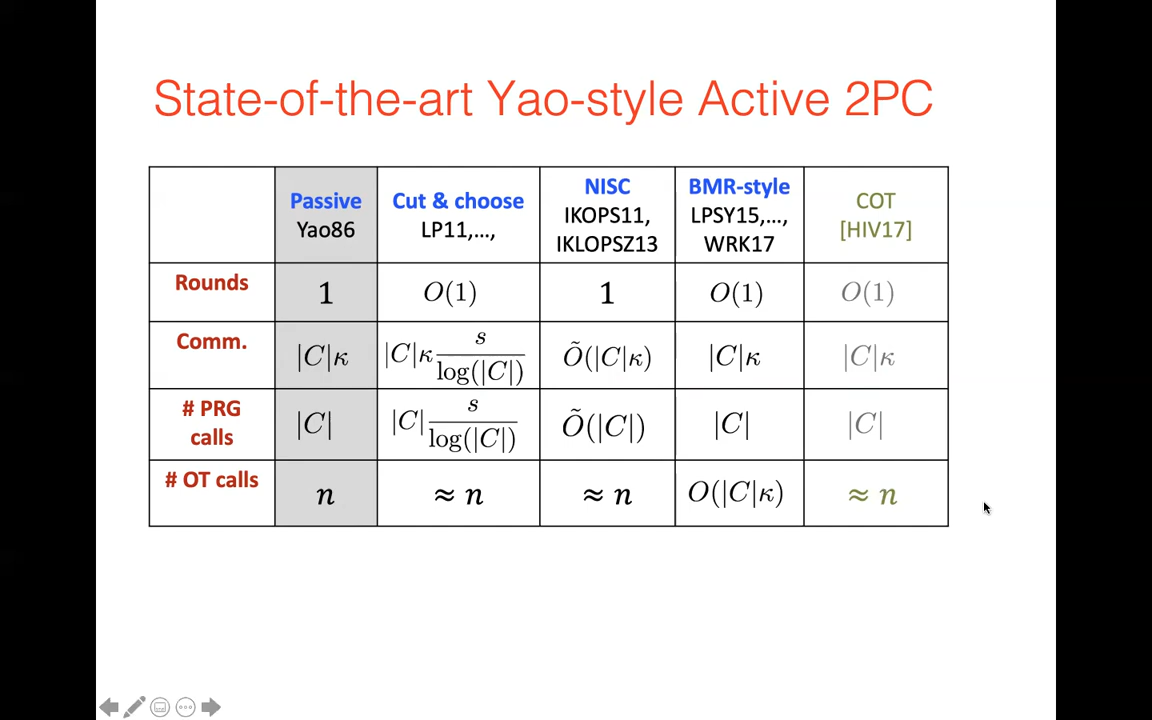 State-of-the-art Yao-style Active 2PC
Passive
Yao86
Cut & choose
LP11,...,
NISC
IKOPS11,
IKLOPSZ13
BMR-style
LPSY15,...,
WRK17
COT
[HIV17]
Rounds
1
O(1)
1
O(1)
O(1)
Comm.
|C|κ
|C|κ s/log(|C|)
Õ(|C|κ)
|C|κ
|C|κ
# PRG
calls
|C|
|C| s/log(|C|)
Õ(|C|)
|C|
|C|
# OT calls
n
≈ n
≈ n
O(|C|κ)
≈ n